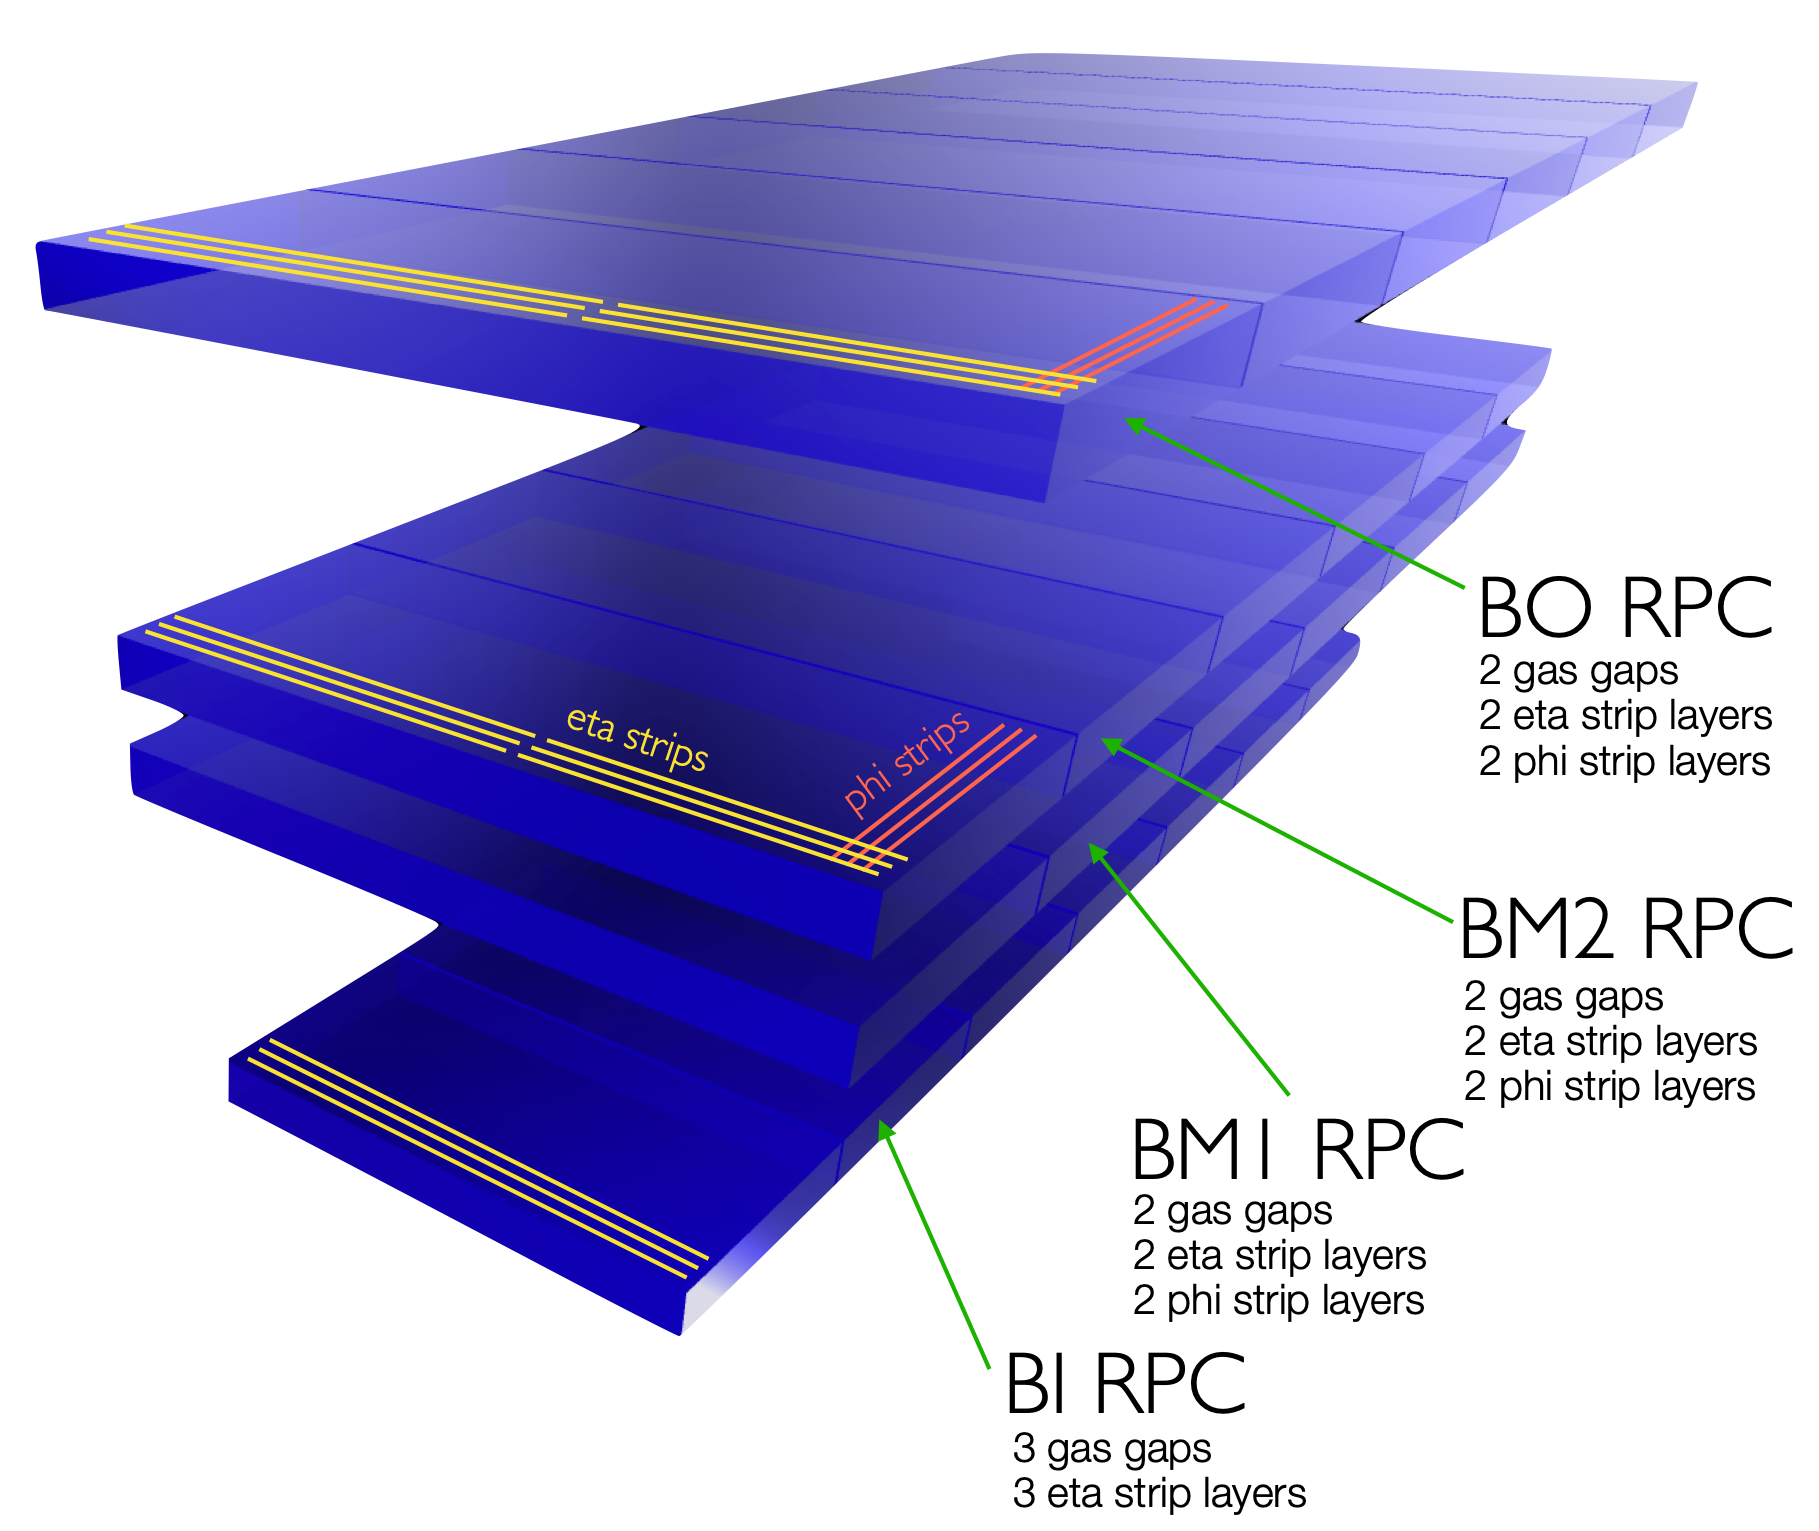 eta strips
phi strips
BO RPC
2 gas gaps
2 eta strip layers
2 phi strip layers
BM2 RPC
2 gas gaps
2 eta strip layers
2 phi strip layers
BM1 RPC
2 gas gaps
2 eta strip layers
2 phi strip layers
BI RPC
3 gas gaps
3 eta strip layers